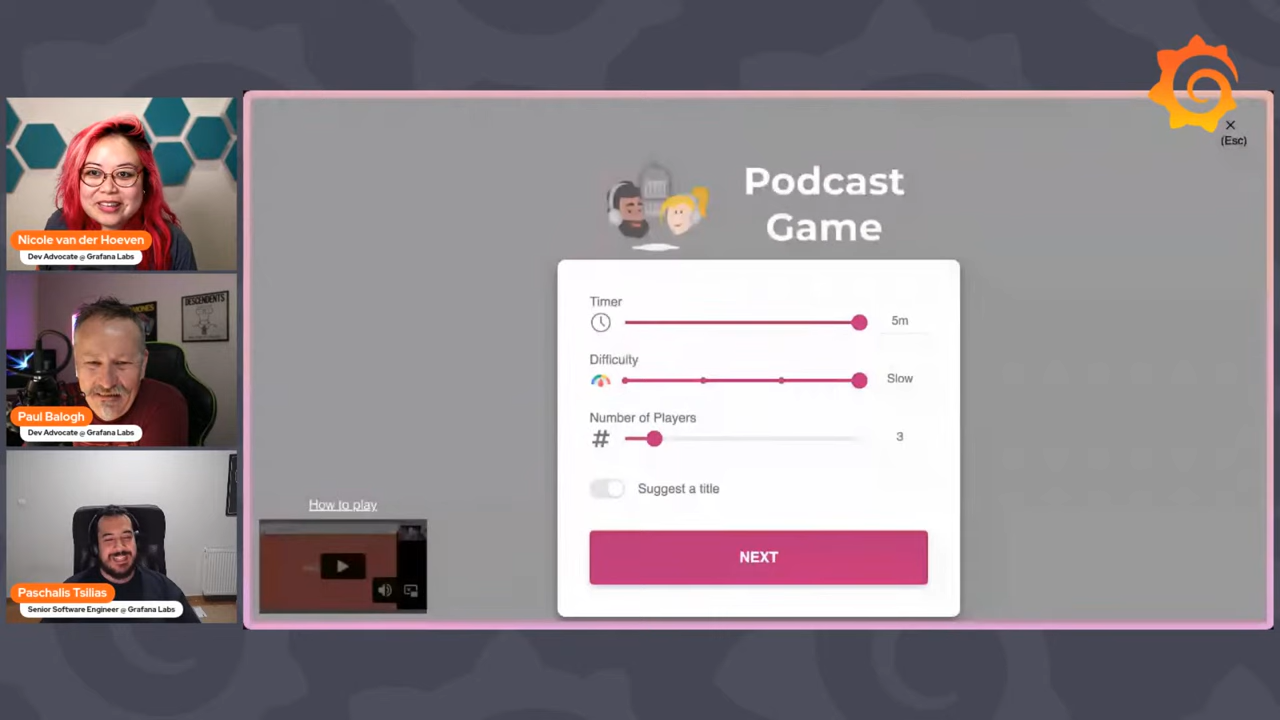 (Esc)
Podcast
Game
Nicole van der Hoeven
Dev Advocate @ Grafana Labs
DESCENDENTS
Timer
5m
Difficulty
Slow
Paul Balogh
Dev Advocate @ Grafana Labs
Number of Players
#
3
Suggest a title
How to play
NEXT
Paschalis Tsilias
Senior Software Engineer @ Grafana Labs